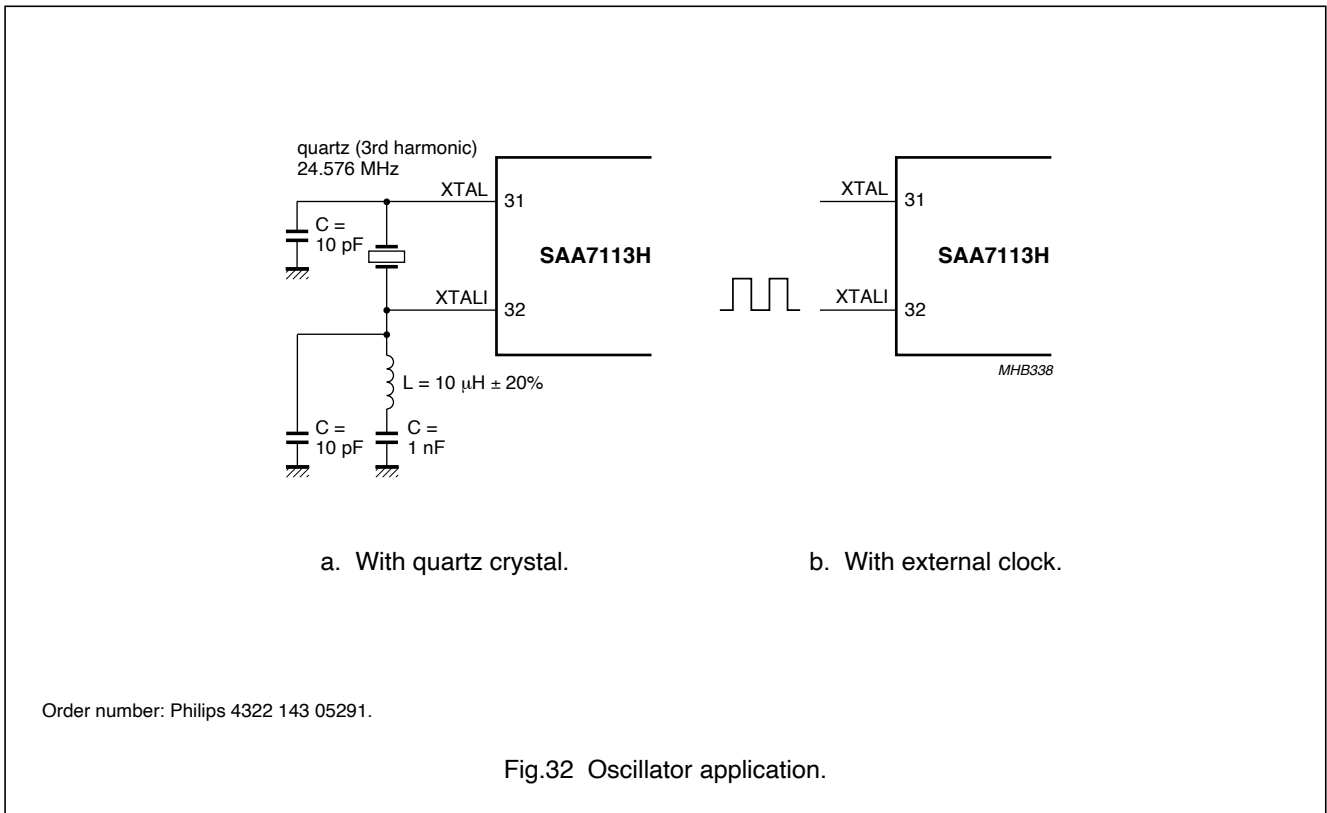 quartz (3rd harmonic)
24.576 MHz
XTAL
31
C =
10 pF
SAA7113H
XTALI
32
L = 10 μH ± 20%
C =
10 pF
C =
1 nF
XTAL
31
SAA7113H
XTALI
32
MHB338
a. With quartz crystal.
b. With external clock.
Order number: Philips 4322 143 05291.
Fig.32 Oscillator application.